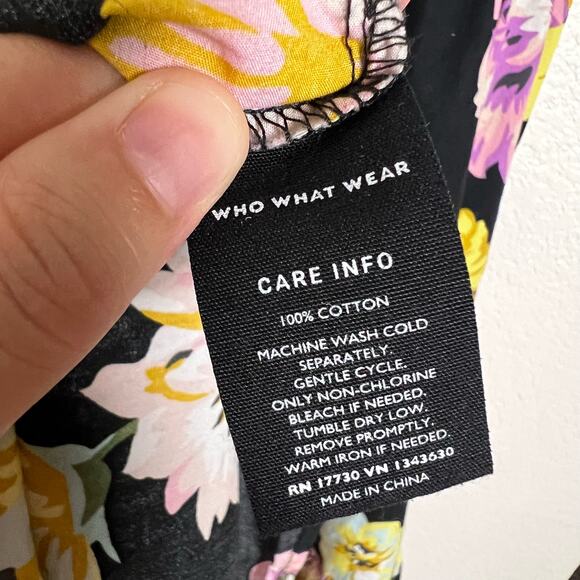 WHO WHAT WEAR
CARE INFO
100% COTTON
MACHINE WASH COLD
SEPARATELY.
GENTLE CYCLE.
ONLY NON-CHLORINE
BLEACH IF NEEDED.
TUMBLE DRY LOW.
REMOVE PROMPTLY.
WARM IRON IF NEEDED.
RN 17730 VN 1343630
MADE IN CHINA